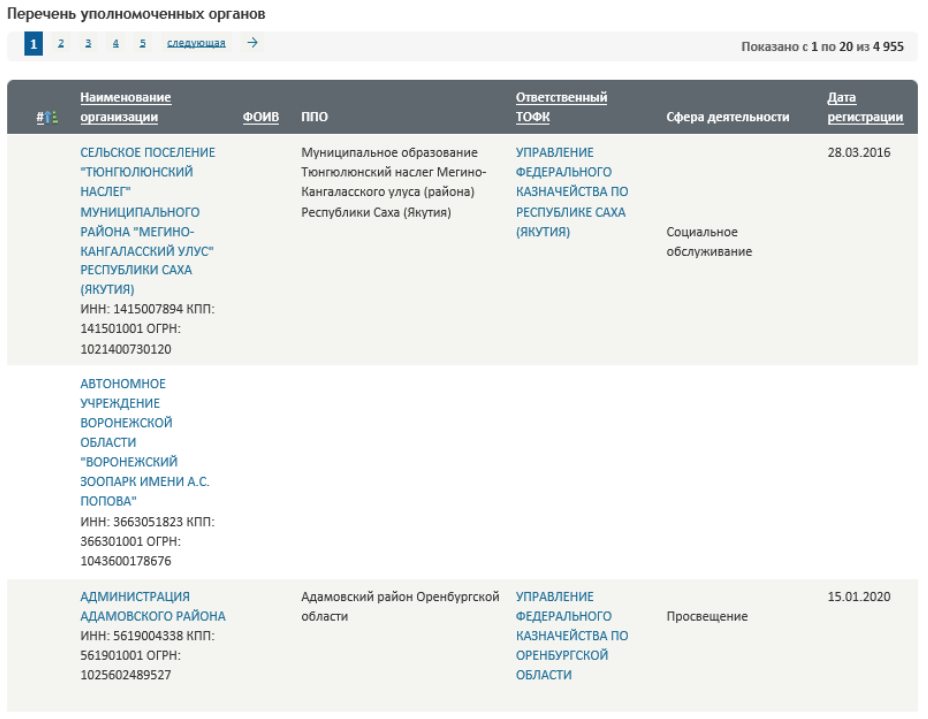 Перечень уполномоченных органов
1 2 3 4 5 следующая →
Показано с 1 по 20 из 4 955
#
Наименование
организации
ФОИВ
ППО
Ответственный
ТОФК
Сфера деятельности
Дата
регистрации
СЕЛЬСКОЕ ПОСЕЛЕНИЕ
"ТЮНГЮЛЮНСКИЙ
НАСЛЕГ"
МУНИЦИПАЛЬНОГО
РАЙОНА "МЕГИНО-
КАНГАЛАССКИЙ УЛУС"
РЕСПУБЛИКИ САХА
(ЯКУТИЯ)
ИНН: 1415007894 КПП:
141501001 ОГРН:
1021400730120
Муниципальное образование
Тюнгюлюнский наслег Мегино-
Кангаласского улуса (района)
Республики Саха (Якутия)
УПРАВЛЕНИЕ
ФЕДЕРАЛЬНОГО
КАЗНАЧЕЙСТВА ПО
РЕСПУБЛИКЕ САХА
(ЯКУТИЯ)
Социальное
обслуживание
28.03.2016
АВТОНОМНОЕ
УЧРЕЖДЕНИЕ
ВОРОНЕЖСКОЙ
ОБЛАСТИ
"ВОРОНЕЖСКИЙ
ЗООПАРК ИМЕНИ А.С.
ПОПОВА"
ИНН: 3663051823 КПП:
366301001 ОГРН:
1043600178676
АДМИНИСТРАЦИЯ
АДАМОВСКОГО РАЙОНА
ИНН: 5619004338 КПП:
561901001 ОГРН:
1025602489527
Адамовский район Оренбургской
области
УПРАВЛЕНИЕ
ФЕДЕРАЛЬНОГО
КАЗНАЧЕЙСТВА ПО
ОРЕНБУРГСКОЙ
ОБЛАСТИ
Просвещение
15.01.2020